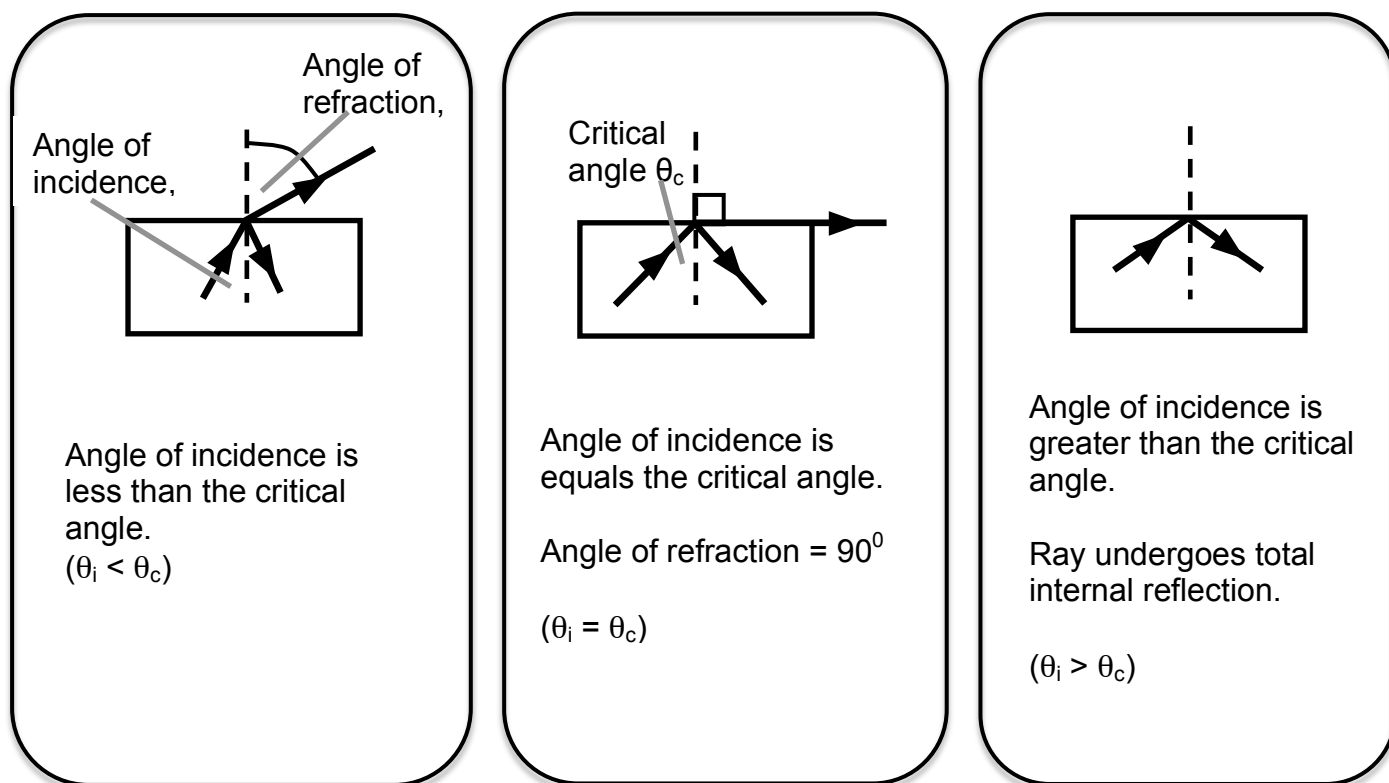 Angle of
refraction,
Angle of
incidence,
Angle of incidence is
less than the critical
angle.
(θi < θc)
Critical
angle θc
Angle of incidence is
equals the critical angle.
Angle of refraction = 90⁰
(θi = θc)
Angle of incidence is
greater than the critical
angle.
Ray undergoes total
internal reflection.
(θi > θc)